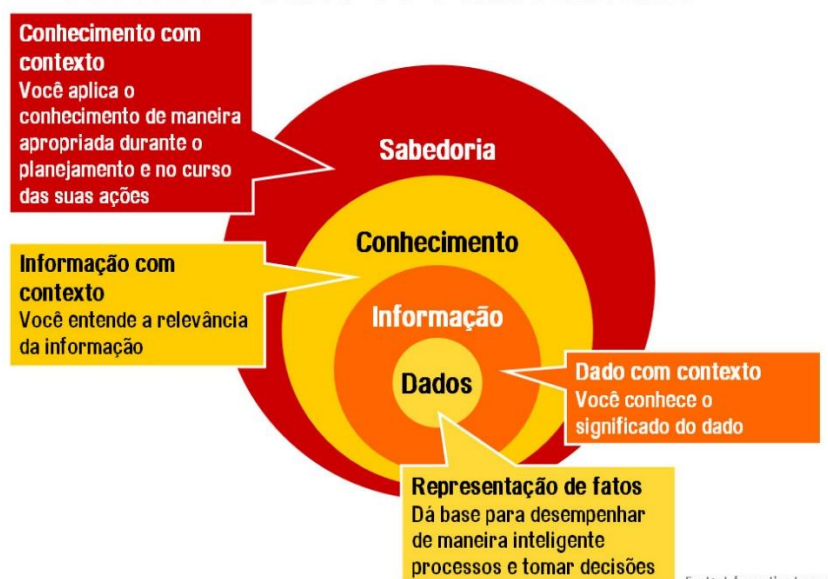 Conhecimento com
contexto
Você aplica o
conhecimento de maneira
apropriada durante o
planejamento e no curso
das suas ações
Sabedoria
Conhecimento
Informação com
contexto
Você entende a relevância
da informação
Informação
Dados
Dado com contexto
Você conhece o
significado do dado
Representação de fatos
Dá base para desempenhar
de maneira inteligente
processos e tomar decisões